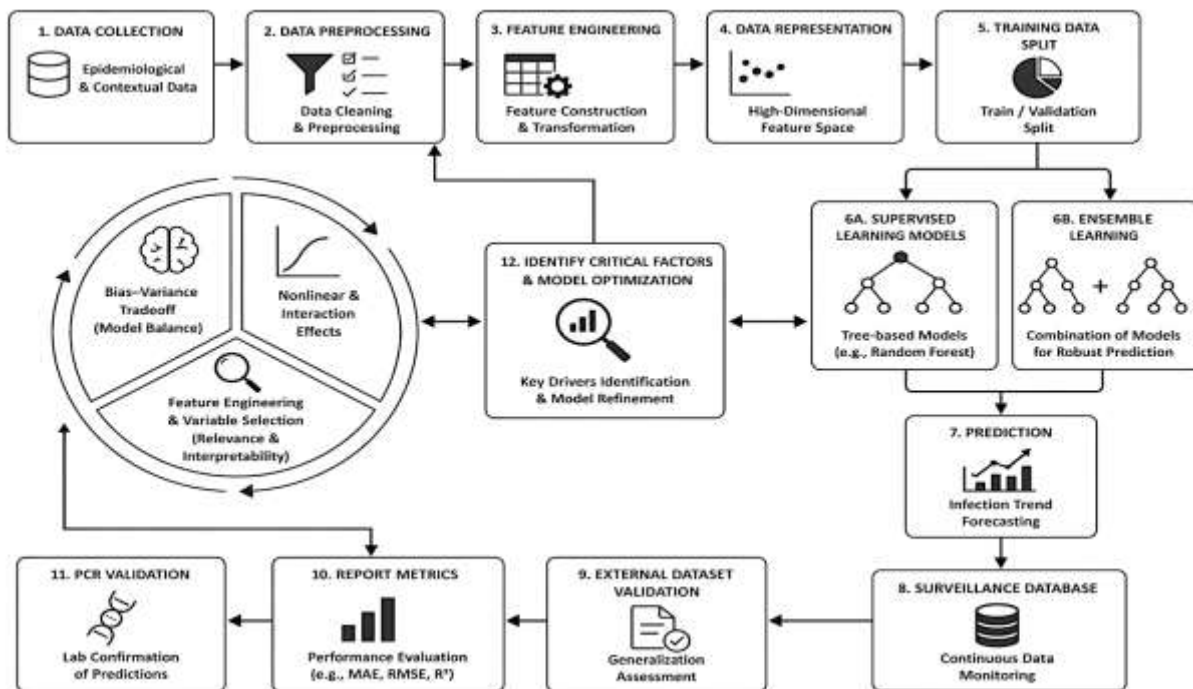 1. DATA COLLECTION
Epidemiological
& Contextual Data
2. DATA PREPROCESSING
Data Cleaning
& Preprocessing
3. FEATURE ENGINEERING
Feature Construction
& Transformation
4. DATA REPRESENTATION
High-Dimensional
Feature Space
5. TRAINING DATA
SPLIT
Train / Validation
Split
Bias–Variance
Tradeoff
(Model Balance)
Nonlinear &
Interaction
Effects
Feature Engineering
& Variable Selection
(Relevance &
Interpretability)
12. IDENTIFY CRITICAL FACTORS
& MODEL OPTIMIZATION
Key Drivers Identification
& Model Refinement
6A. SUPERVISED
LEARNING MODELS
Tree-based Models
(e.g., Random Forest)
6B. ENSEMBLE
LEARNING
+
Combination of Models
for Robust Prediction
7. PREDICTION
Infection Trend
Forecasting
11. PCR VALIDATION
Lab Confirmation
of Predictions
10. REPORT METRICS
Performance Evaluation
(e.g., MAE, RMSE, R²)
9. EXTERNAL DATASET
VALIDATION
Generalization
Assessment
8. SURVEILLANCE DATABASE
Continuous Data
Monitoring